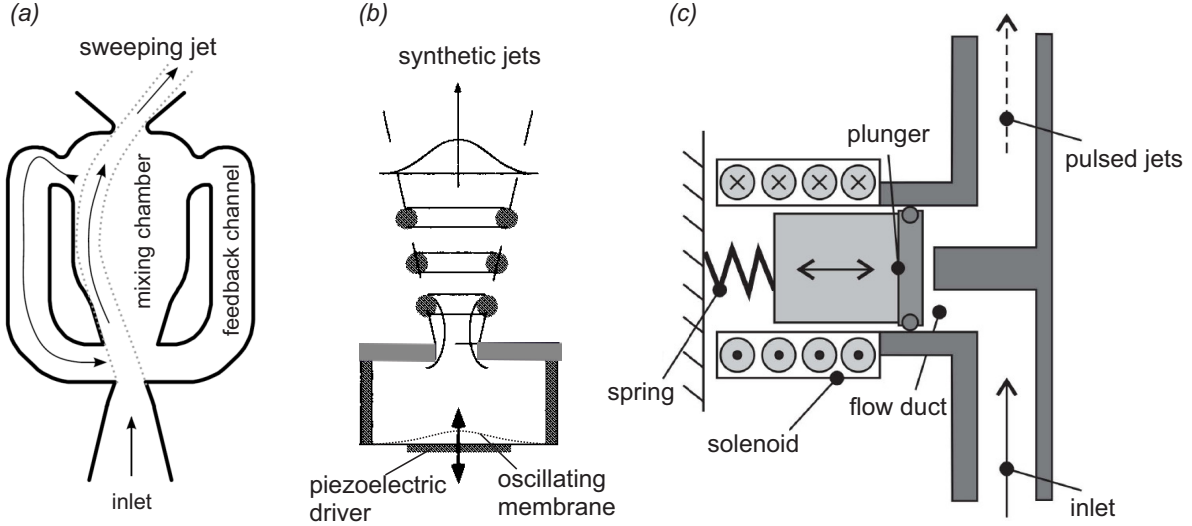 (a)
sweeping jet
mixing chamber
feedback channel
inlet
(b)
synthetic jets
piezoelectric
driver
oscillating
membrane
(c)
plunger
pulsed jets
spring
solenoid
flow duct
inlet